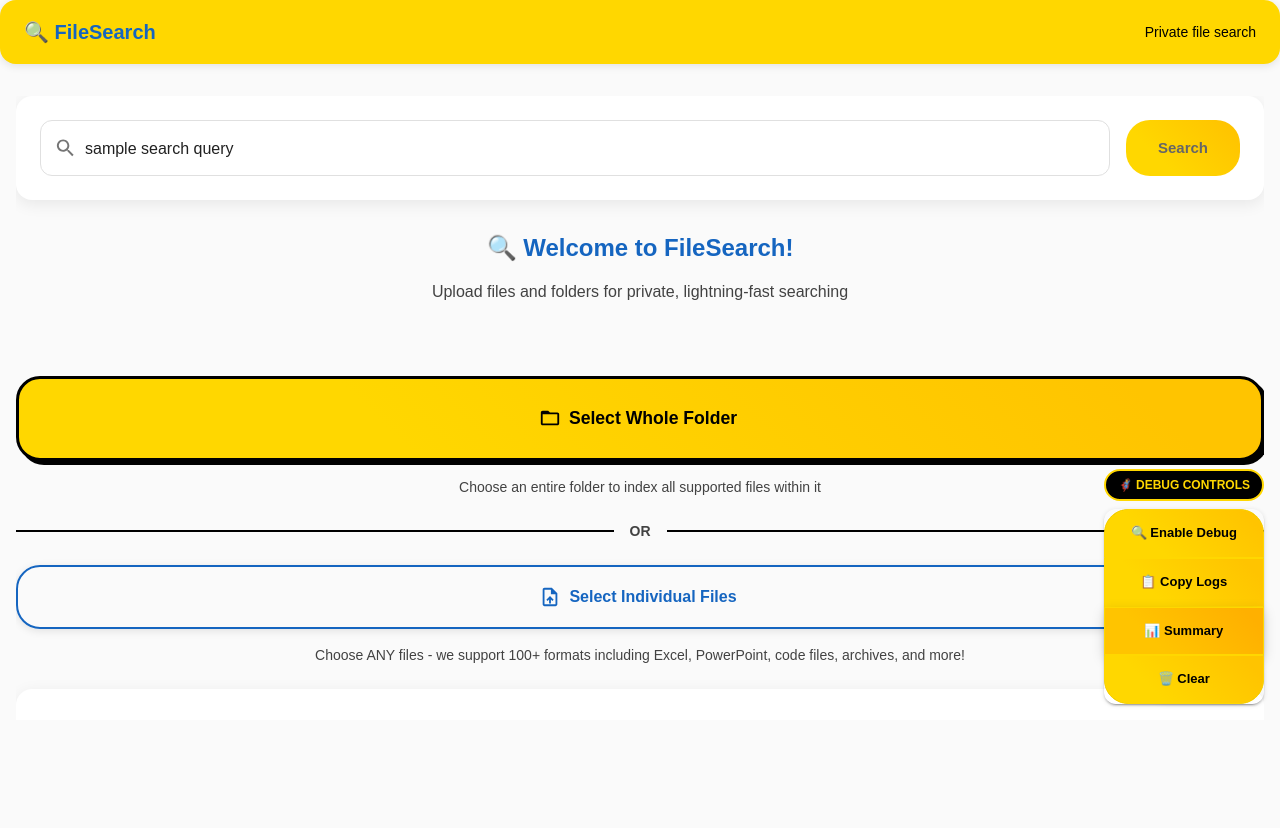 FileSearch
Private file search
sample search query
Search
Welcome to FileSearch!
Upload files and folders for private, lightning-fast searching
Select Whole Folder
Choose an entire folder to index all supported files within it
DEBUG CONTROLS
Enable Debug
OR
Copy Logs
Select Individual Files
Summary
Choose ANY files - we support 100+ formats including Excel, PowerPoint, code files, archives, and more!
Clear